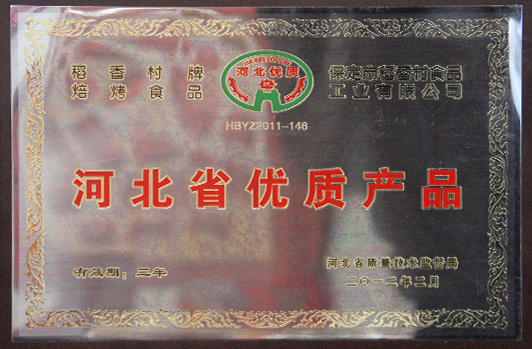 稻香村牌
焙烤食品
河北优质
HBYZ2011-146
保定市稻香村食品
工业有限公司
河北省优质产品
有效期：三年
河北省质量技术监督局
二〇一二年二月